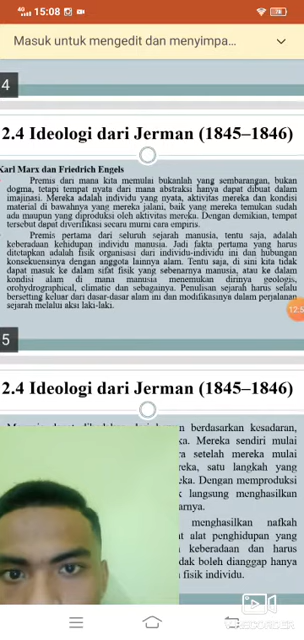 4G 15:08
Masuk untuk mengedit dan menyimpa...
4
2.4 Ideologi dari Jerman (1845–1846)
Karl Marx dan Friedrich Engels
Premis dari mana kita memulai bukanlah yang sembarangan, bukan
dogma, tetapi tempat nyata dari mana abstraksi hanya dapat dibuat dalam
imajinasi. Mereka adalah individu yang nyata, aktivitas mereka dan kondisi
material di bawahnya yang mereka jalani, baik yang mereka temukan sudah
ada maupun yang diproduksi oleh aktivitas mereka. Dengan demikian, tempat
tersebut dapat diverifikasi secara murni cara empiris.
Premis pertama dari seluruh sejarah manusia, tentu saja, adalah
keberadaan kehidupan individu manusia. Jadi fakta pertama yang harus
ditetapkan adalah fisik organisasi dari individu-individu ini dan hubungan
konsekuensinya dengan anggota lainnya alam. Tentu saja, di sini kita tidak
dapat masuk ke dalam sifat fisik yang sebenarnya manusia, atau ke dalam
kondisi alam di mana manusia menemukan dirinya geologis,
orohydrographical, climatic dan sebagainya. Penulisan sejarah harus selalu
bersetting keluar dari dasar-dasar alam ini dan modifikasinya dalam perjalanan
sejarah melalui aksi laki-laki.
5
2.4 Ideologi dari Jerman (1845–1846)
berdasarkan kesadaran,
ka. Mereka sendiri mulai
a setelah mereka mulai
reka, satu langkah yang
eka. Dengan memproduksi
langsung menghasilkan
arnya.
menghasilkan nafkah
t alat penghidupan yang
keberadaan dan harus
dak boleh dianggap hanya
fisik individu.